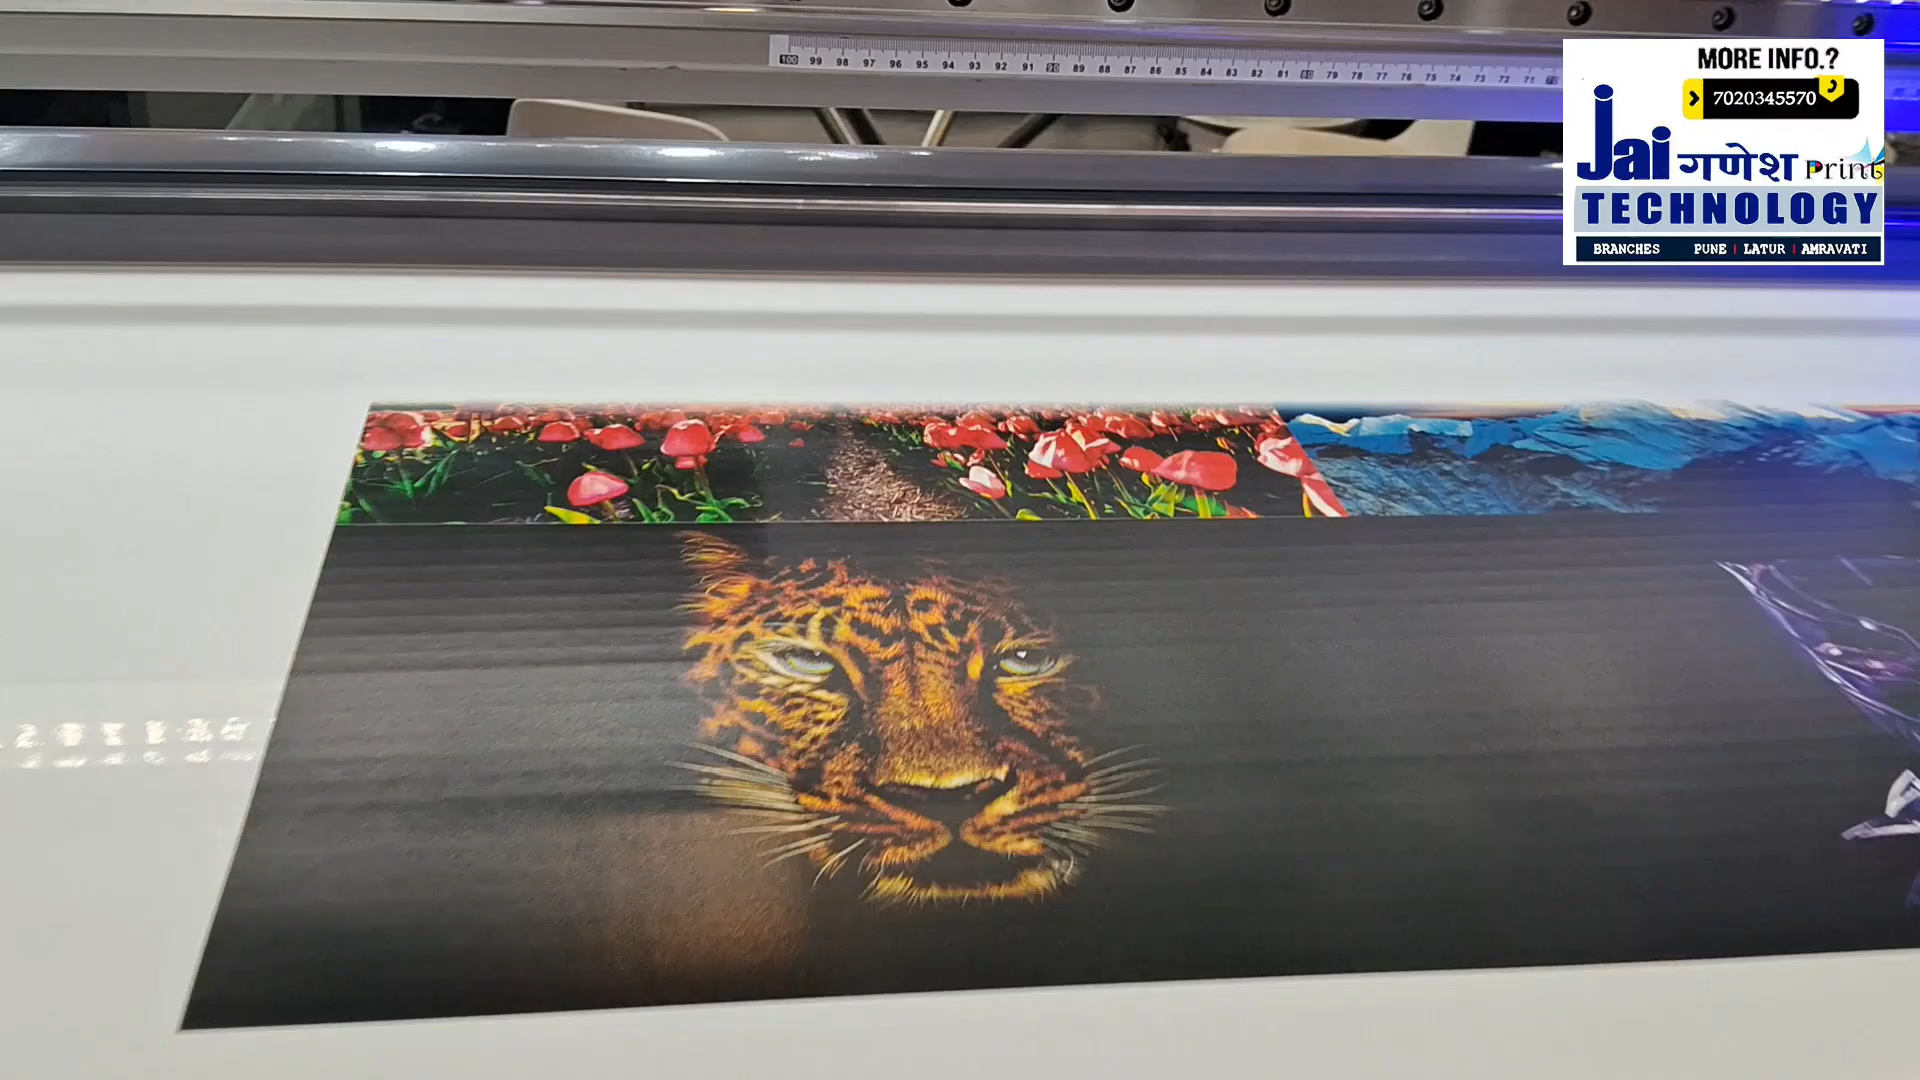 100 99 98 97 96 95 94 93 92 91 90 89 88 87 86 85 84 83 82 81 80 79 78 77 76 75 74 73 72 71
MORE INFO.?
7020345570
Jai गणेश Print
TECHNOLOGY
BRANCHES PUNE | LATUR | AMRAVATI